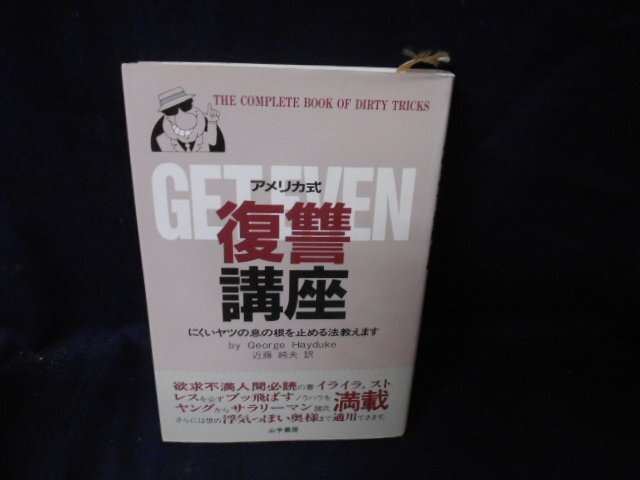 THE COMPLETE BOOK OF DIRTY TRICKS
GET EVEN
アメリカ式
復讐
講座
にくいヤツの息の根を止める法教えます
by George Hayduke
近藤 純夫 訳
欲求不満人間必読の書 イライラ、スト
レスを必ずブッ飛ばすノウハウを
ヤングからサラリーマン諸氏
満載
さらには世の浮気っぽい奥様まで適用できます。
山手書房